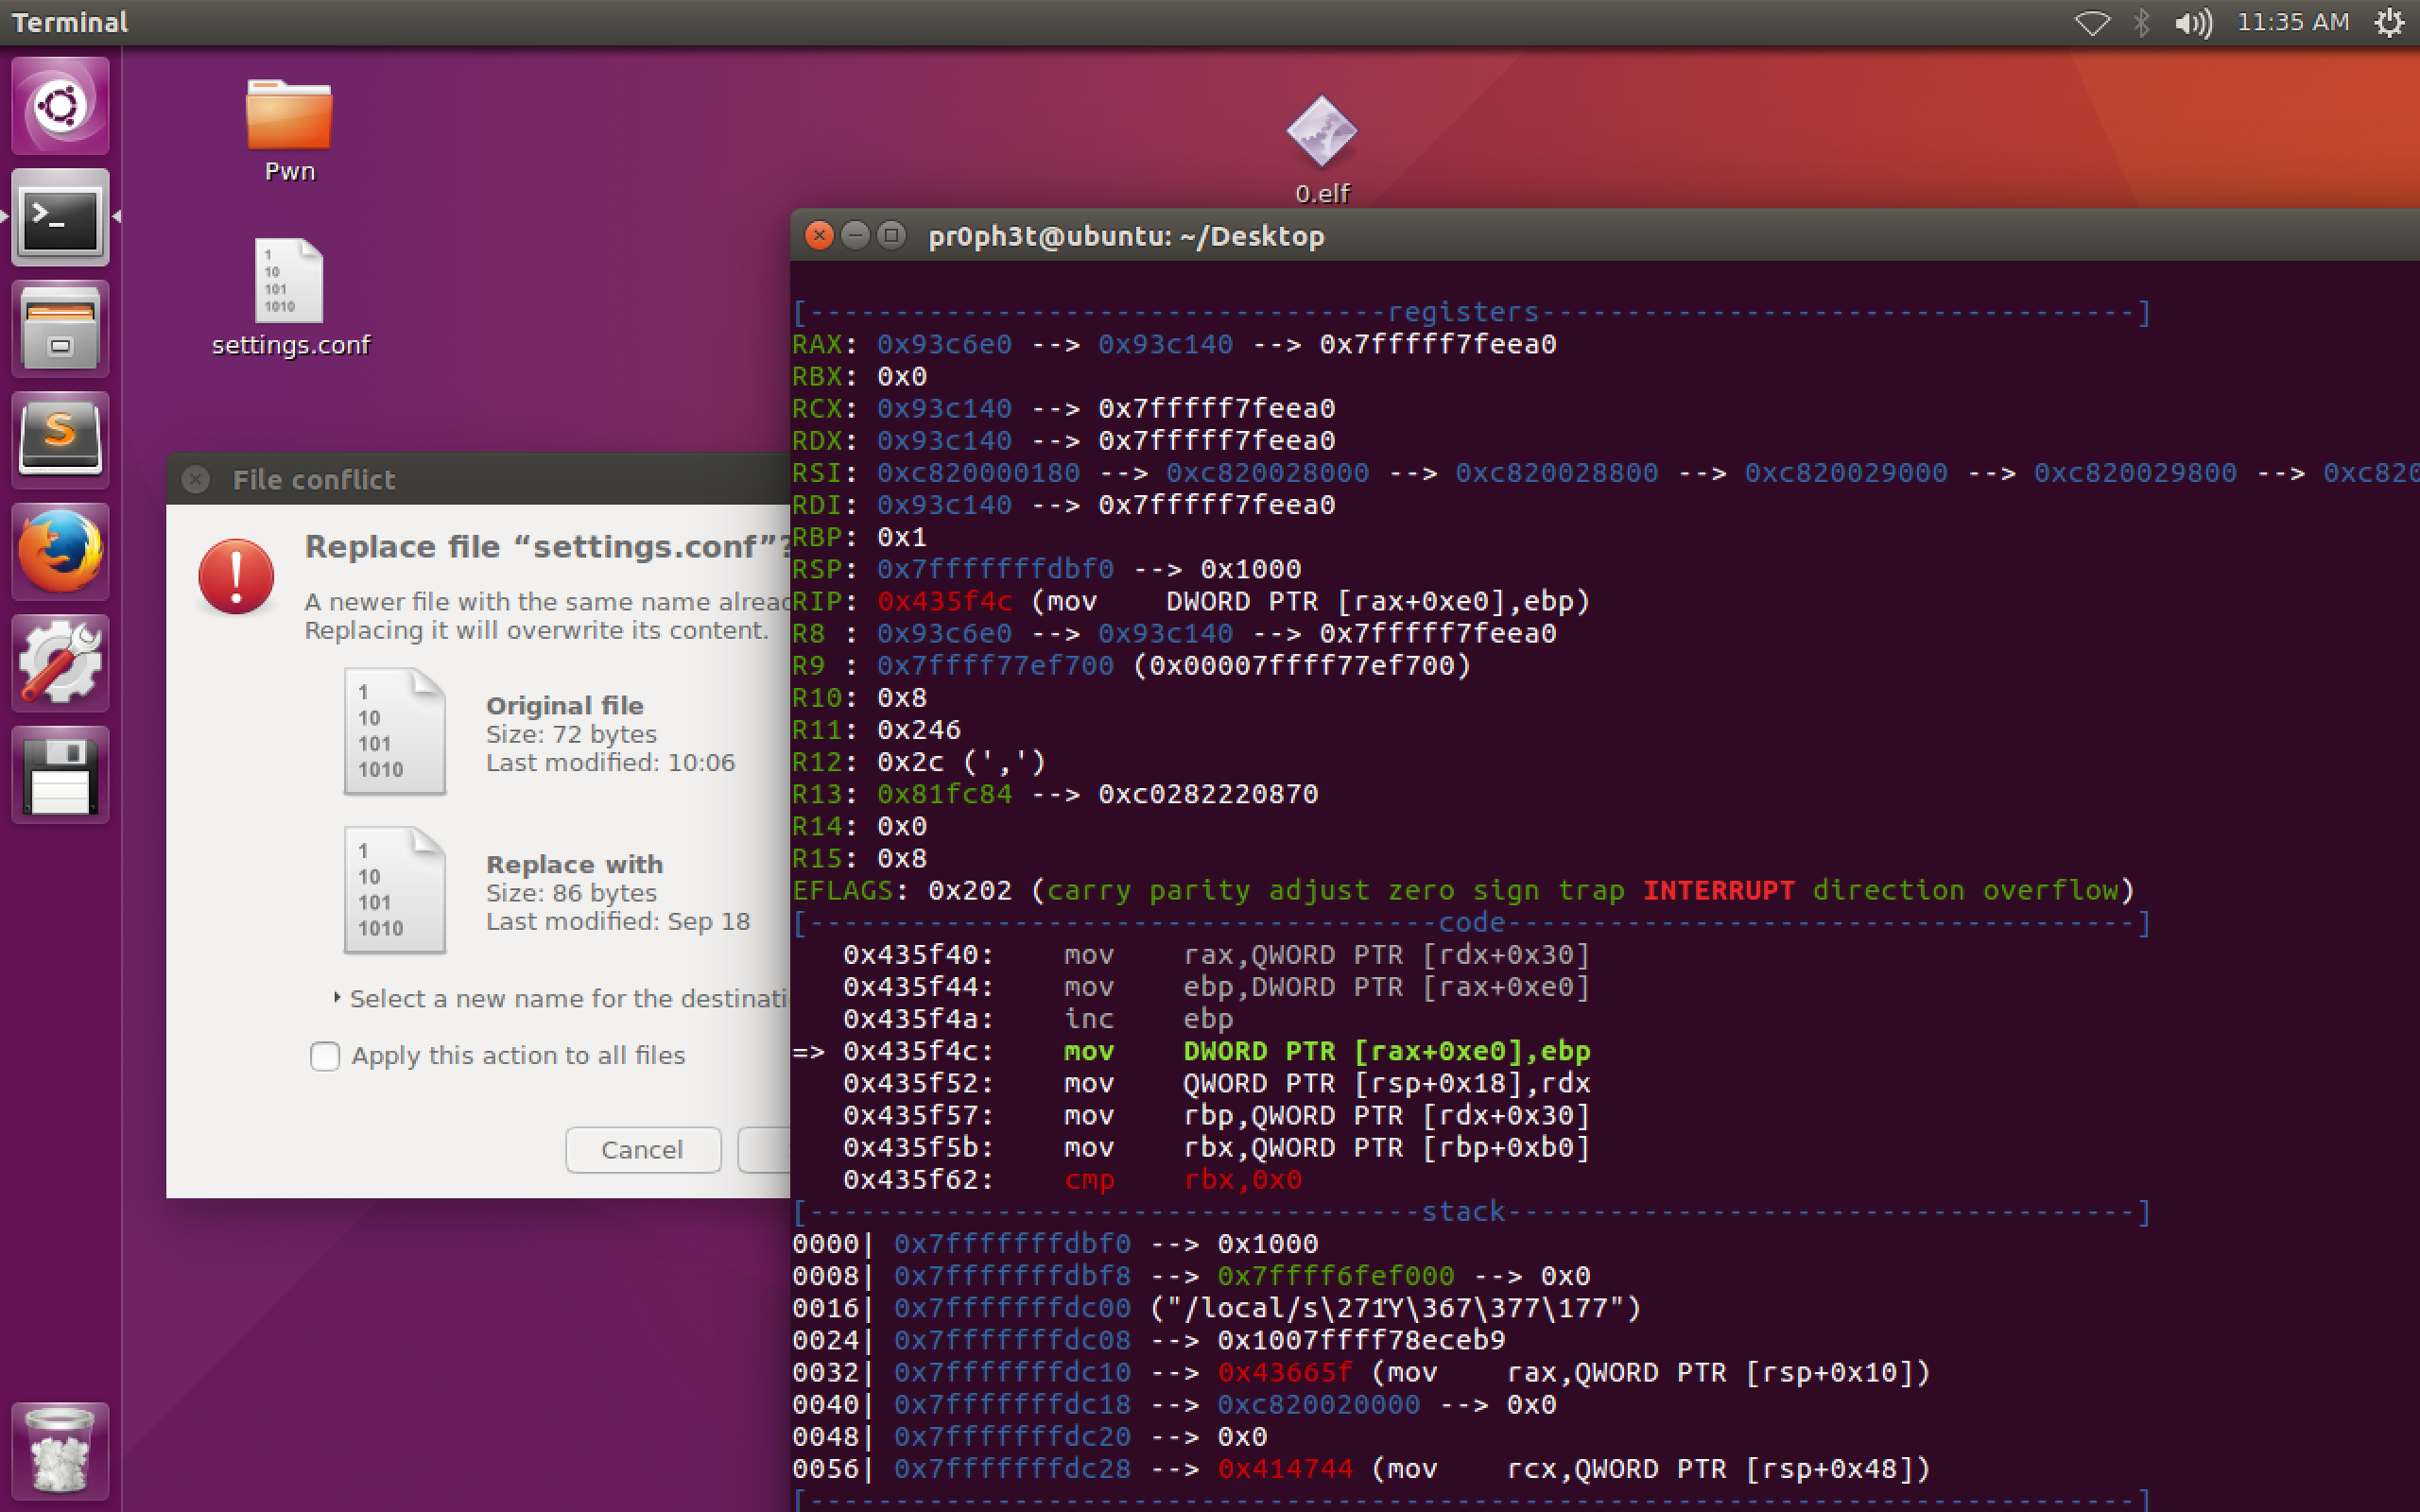 Terminal
11:35 AM
Pwn
0.elf
1
10
101
1010
settings.conf
File conflict
Replace file “settings.conf”?
A newer file with the same name
Replacing it will overwrite its content.
1
10
101
1010
Original file
Size: 72 bytes
Last modified: 10:06
1
10
101
1010
Replace with
Size: 86 bytes
Last modified: Sep 18
Select a new name for the
Apply this action to all files
Cancel
pr0ph3t@ubuntu: ~/Desktop
[----------------------------------registers-----------------------------------]
RAX: 0x93c6e0 --> 0x93c140 --> 0x7fffff7feea0
RBX: 0x0
RCX: 0x93c140 --> 0x7fffff7feea0
RDX: 0x93c140 --> 0x7fffff7feea0
RSI: 0xc820000180 --> 0xc820028000 --> 0xc820028800 --> 0xc820029000 --> 0xc820029800 --> 0xc820
RDI: 0x93c140 --> 0x7fffff7feea0
RBP: 0x1
RSP: 0x7fffffffdbf0 --> 0x1000
RIP: 0x435f4c (mov    DWORD PTR [rax+0xe0],ebp)
R8 : 0x93c6e0 --> 0x93c140 --> 0x7fffff7feea0
R9 : 0x7ffff77ef700 (0x00007ffff77ef700)
R10: 0x8
R11: 0x246
R12: 0x2c (',')
R13: 0x81fc84 --> 0xc0282220870
R14: 0x0
R15: 0x8
EFLAGS: 0x202 (carry parity adjust zero sign trap INTERRUPT direction overflow)
[-------------------------------------code-------------------------------------]
   0x435f40:    mov    rax,QWORD PTR [rdx+0x30]
   0x435f44:    mov    ebp,DWORD PTR [rax+0xe0]
   0x435f4a:    inc    ebp
=> 0x435f4c:    mov    DWORD PTR [rax+0xe0],ebp
   0x435f52:    mov    QWORD PTR [rsp+0x18],rdx
   0x435f57:    mov    rbp,QWORD PTR [rdx+0x30]
   0x435f5b:    mov    rbx,QWORD PTR [rbp+0xb0]
   0x435f62:    cmp    rbx,0x0
[------------------------------------stack-------------------------------------]
0000| 0x7fffffffdbf0 --> 0x1000
0008| 0x7fffffffdbf8 --> 0x7ffff6fef000 --> 0x0
0016| 0x7fffffffdc00 ("/local/s\271Y\367\377\177")
0024| 0x7fffffffdc08 --> 0x1007ffff78eceb9
0032| 0x7fffffffdc10 --> 0x43665f (mov    rax,QWORD PTR [rsp+0x10])
0040| 0x7fffffffdc18 --> 0xc820020000 --> 0x0
0048| 0x7fffffffdc20 --> 0x0
0056| 0x7fffffffdc28 --> 0x414744 (mov    rcx,QWORD PTR [rsp+0x48])
[------------------------------------------------------------------------------]